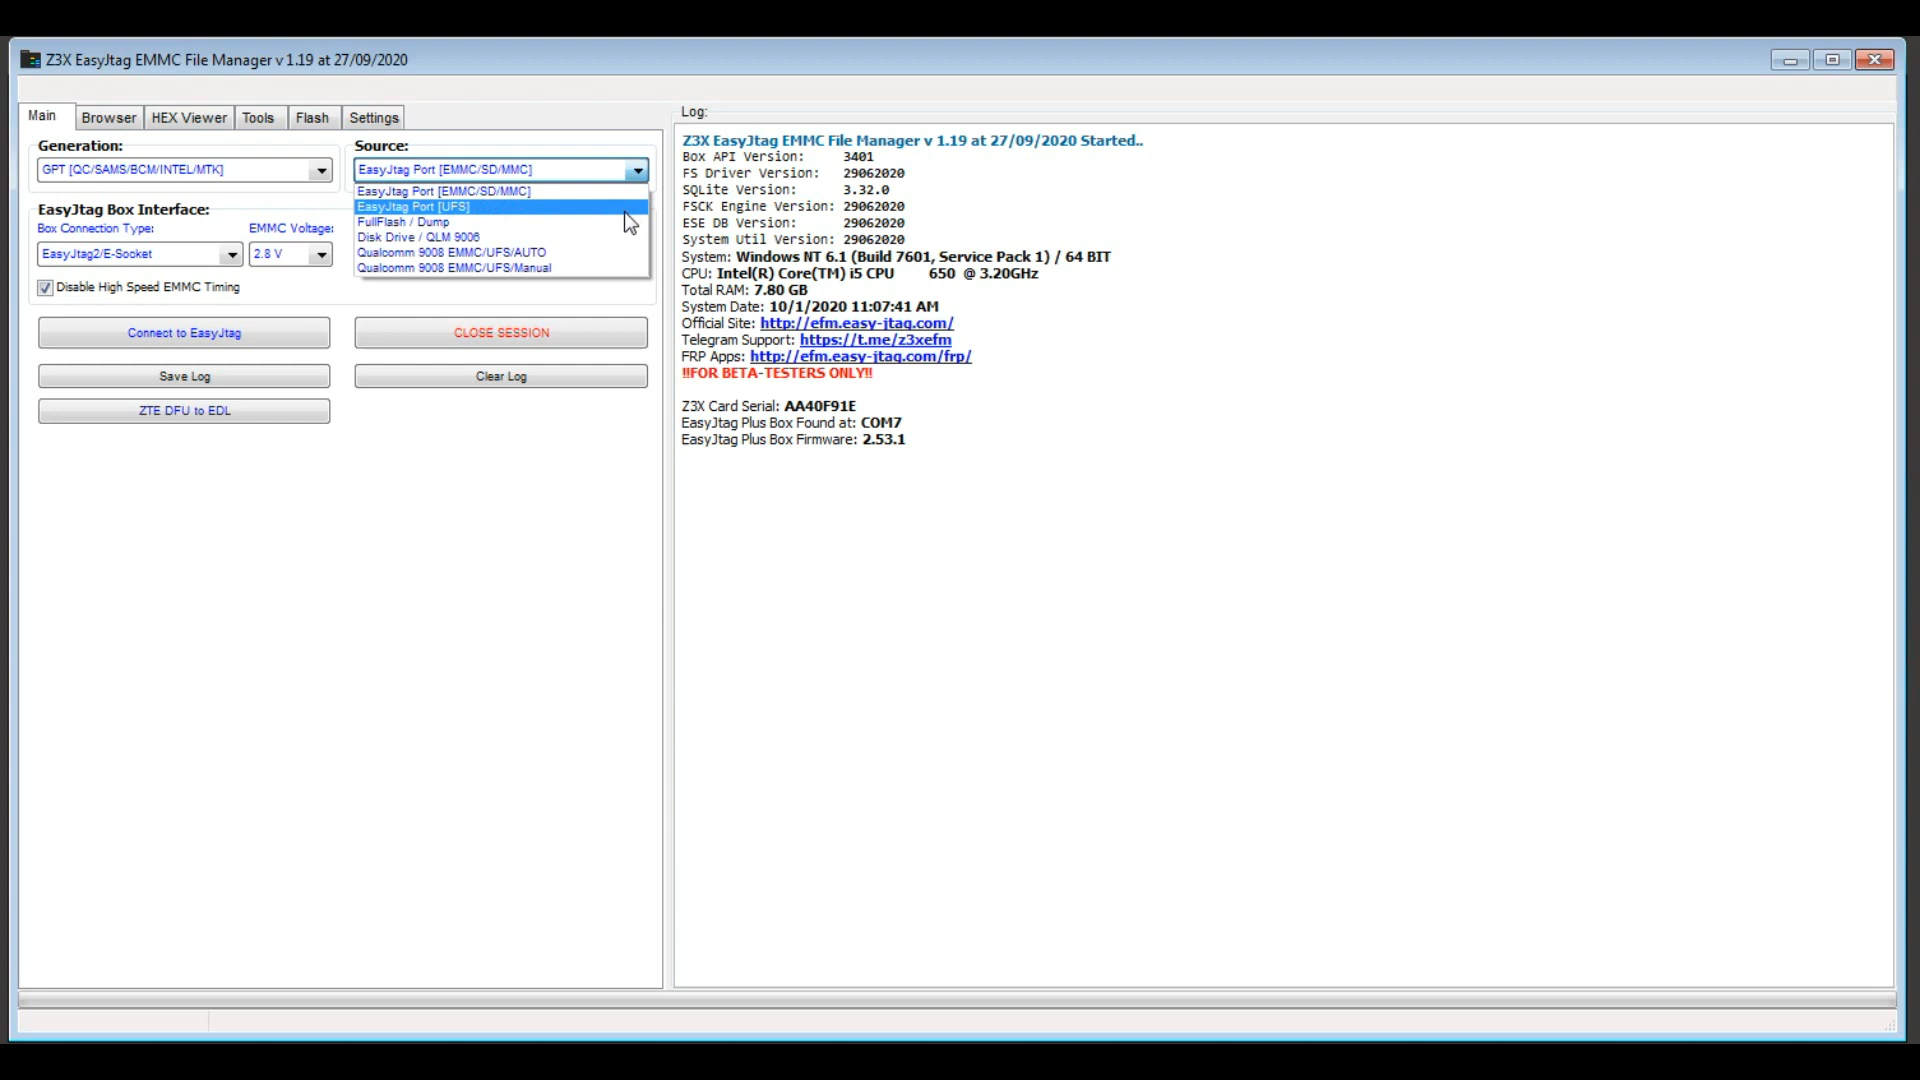 Z3X EasyJtag EMMC File Manager v 1.19 at 27/09/2020
Main
Browser
HEX Viewer
Tools
Flash
Settings
Generation:
GPT [QC/SAMS/BCM/INTEL/MTK]
Source:
EasyJtag Port [EMMC/SD/MMC]
EasyJtag Port [EMMC/SD/MMC]
EasyJtag Port [UFS]
FullFlash / Dump
Disk Drive / QLM 9006
Qualcomm 9008 EMMC/UFS/AUTO
Qualcomm 9008 EMMC/UFS/Manual
EasyJtag Box Interface:
Box Connection Type:
EMMC Voltage:
EasyJtag2/E-Socket
2.8 V
Disable High Speed EMMC Timing
Connect to EasyJtag
CLOSE SESSION
Save Log
Clear Log
ZTE DFU to EDL
Log:
Z3X EasyJtag EMMC File Manager v 1.19 at 27/09/2020 Started..
Box API Version: 3401
FS Driver Version: 29062020
SQLite Version: 3.32.0
FSCK Engine Version: 29062020
ESE DB Version: 29062020
System Util Version: 29062020
System: Windows NT 6.1 (Build 7601, Service Pack 1) / 64 BIT
CPU: Intel(R) Core(TM) i5 CPU 650 @ 3.20GHz
Total RAM: 7.80 GB
System Date: 10/1/2020 11:07:41 AM
Official Site: http://efm.easy-jtag.com/
Telegram Support: https://t.me/z3xefm
FRP Apps: http://efm.easy-jtag.com/frp/
!!FOR BETA-TESTERS ONLY!!
Z3X Card Serial: AA40F91E
EasyJtag Plus Box Found at: COM7
EasyJtag Plus Box Firmware: 2.53.1